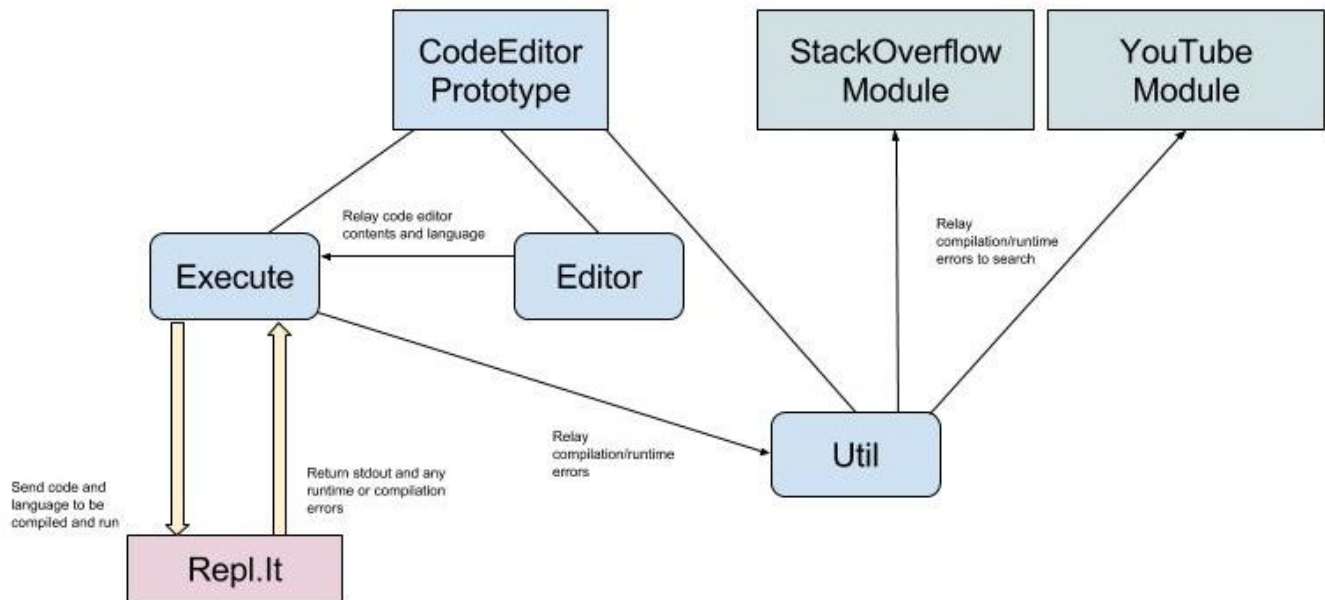 CodeEditor
Prototype
StackOverflow
Module
YouTube
Module
Relay code editor
contents and language
Relay
compilation/runtime
errors to search
Execute
Editor
Relay
compilation/runtime
errors
Util
Send code and
language to be
compiled and run
Return stdout and any
runtime or compilation
errors
Repl.It